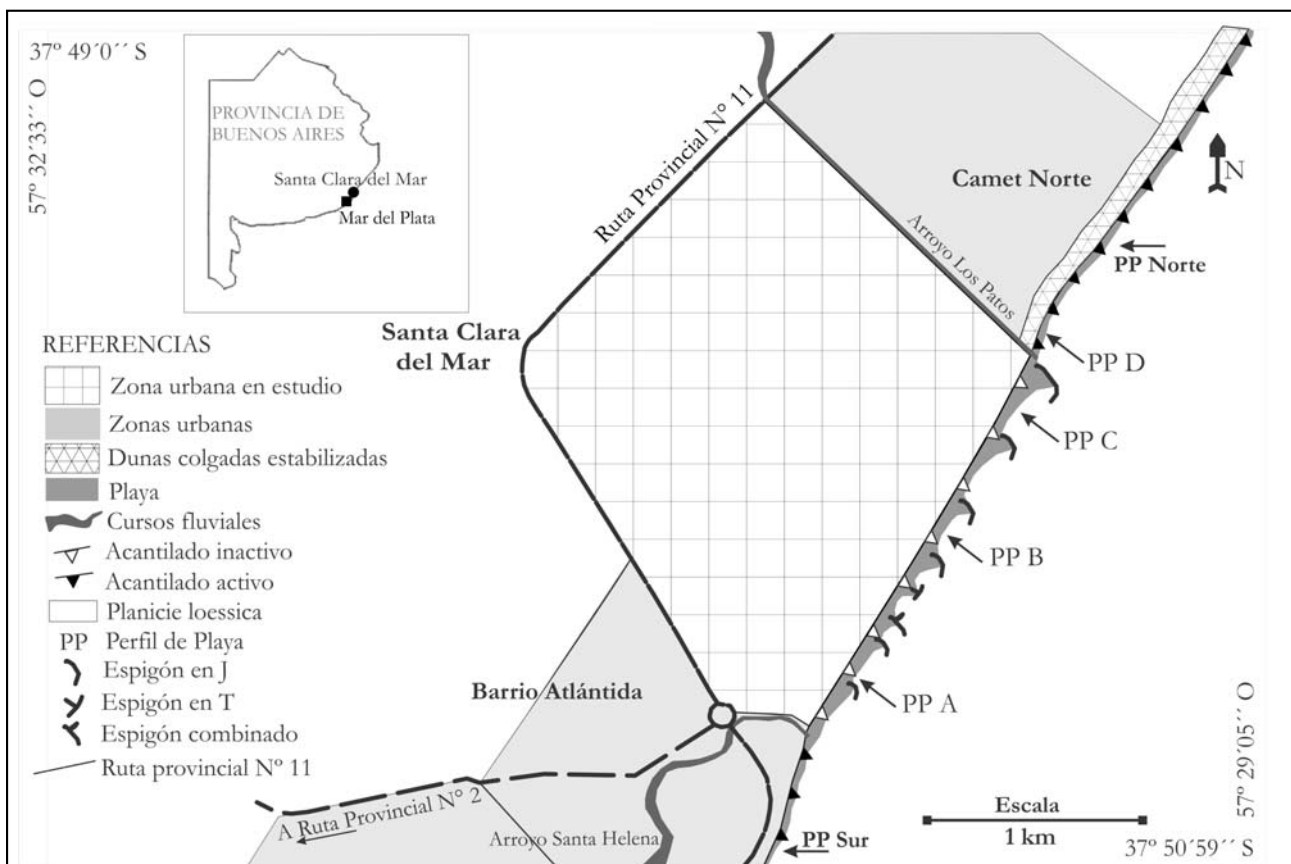 37º 49´0´´ S
57º 32´33´´ O
PROVINCIA DE
BUENOS AIRES
Santa Clara del Mar
Mar del Plata
Ruta Provincial N° 11
Camet Norte
N
Arroyo Los Patos
PP Norte
Santa Clara
del Mar
PP D
PP C
PP B
PP A
REFERENCIAS
Zona urbana en estudio
Zonas urbanas
Dunas colgadas estabilizadas
Playa
Cursos fluviales
Acantilado inactivo
Acantilado activo
Planicie loessica
PP Perfil de Playa
Espigón en J
Espigón en T
Espigón combinado
Ruta provincial Nº 11
Barrio Atlántida
A Ruta Provincial N° 2
Arroyo Santa Helena
PP Sur
Escala
1 km
57º 29´05´´ O
37º 50´59´´ S